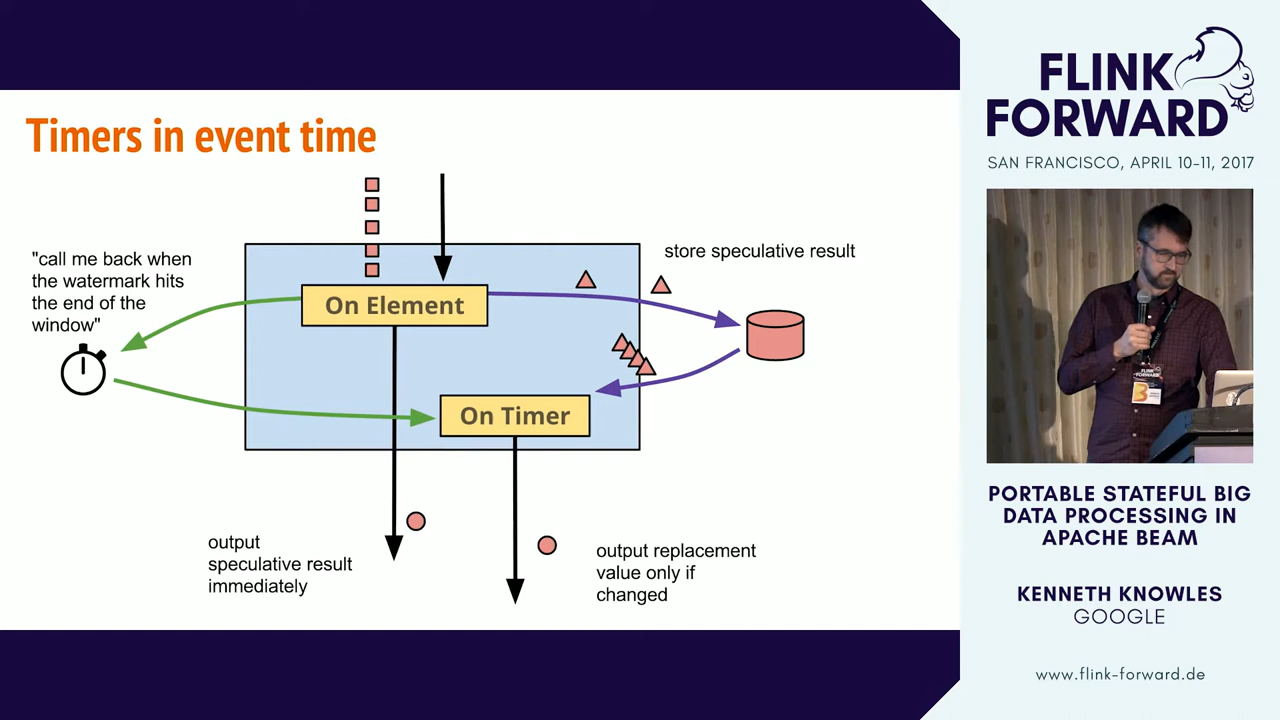 Timers in event time
"call me back when
the watermark hits
the end of the
window"
On Element
store speculative result
On Timer
output
speculative result
immediately
output replacement
value only if
changed
FLINK
FORWARD
SAN FRANCISCO, APRIL 10-11, 2017
PORTABLE STATEFUL BIG
DATA PROCESSING IN
APACHE BEAM
KENNETH KNOWLES
GOOGLE
www.flink-forward.de